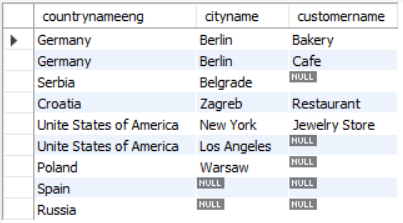 countrynameeng cityname customername
Germany Berlin Bakery
Germany Berlin Cafe
Serbia Belgrade NULL
Croatia Zagreb Restaurant
Unite States of America New York Jewelry Store
Unite States of America Los Angeles NULL
Poland Warsaw NULL
Spain NULL NULL
Russia NULL NULL